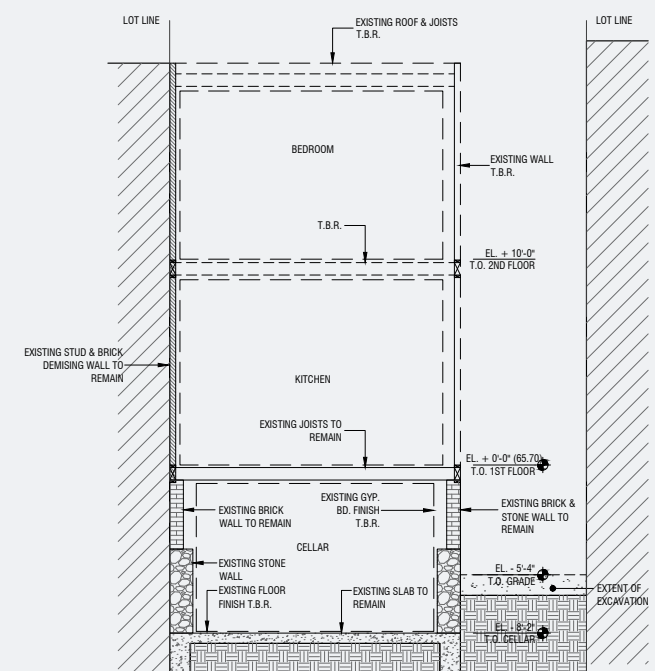 LOT LINE
EXISTING ROOF & JOISTS
T.B.R.
LOT LINE
BEDROOM
EXISTING WALL
T.B.R.
T.B.R.
EL. + 10'-0"
T.O. 2ND FLOOR
EXISTING STUD & BRICK
DEMISING WALL TO
REMAIN
KITCHEN
EXISTING JOISTS TO
REMAIN
EL. + 0'-0" (65.70)
T.O. 1ST FLOOR
EXISTING BRICK
WALL TO REMAIN
EXISTING GYP.
BD. FINISH
T.B.R.
EXISTING BRICK &
STONE WALL TO
REMAIN
CELLAR
EXISTING STONE
WALL
EXISTING FLOOR
FINISH T.B.R.
EXISTING SLAB TO
REMAIN
EL. - 5'-4"
T.O. GRADE
EXTENT OF
EXCAVATION
EL. - 8'-2"
T.O. CELLAR